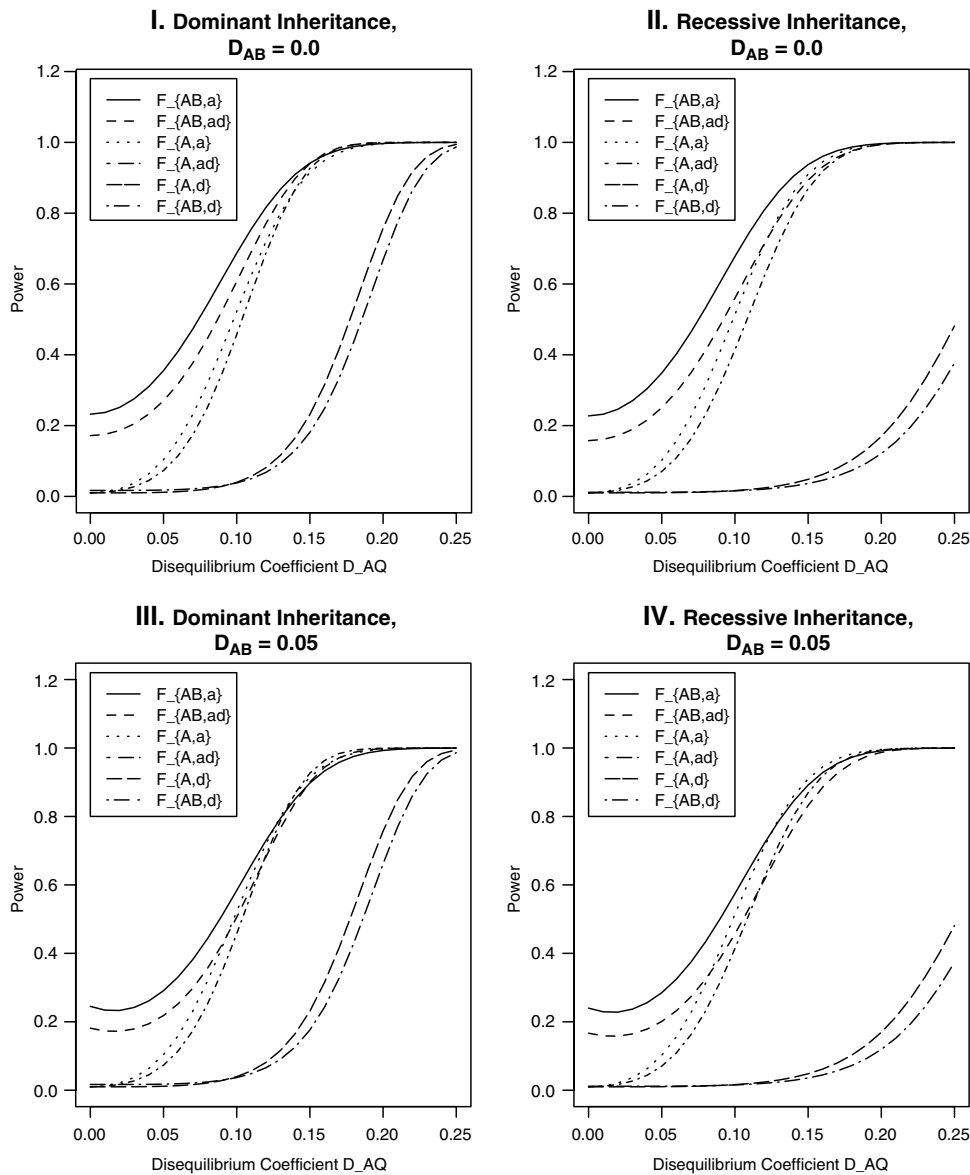 I. Dominant Inheritance,
D_AB = 0.0
1.2
1.0
0.8
0.6
0.4
0.2
0.0
Power
F_{AB,a}
F_{AB,ad}
F_{A,a}
F_{A,ad}
F_{A,d}
F_{AB,d}
0.00 0.05 0.10 0.15 0.20 0.25
Disequilibrium Coefficient D_AQ
II. Recessive Inheritance,
D_AB = 0.0
1.2
1.0
0.8
0.6
0.4
0.2
0.0
Power
F_{AB,a}
F_{AB,ad}
F_{A,a}
F_{A,ad}
F_{A,d}
F_{AB,d}
0.00 0.05 0.10 0.15 0.20 0.25
Disequilibrium Coefficient D_AQ
III. Dominant Inheritance,
D_AB = 0.05
1.2
1.0
0.8
0.6
0.4
0.2
0.0
Power
F_{AB,a}
F_{AB,ad}
F_{A,a}
F_{A,ad}
F_{A,d}
F_{AB,d}
0.00 0.05 0.10 0.15 0.20 0.25
Disequilibrium Coefficient D_AQ
IV. Recessive Inheritance,
D_AB = 0.05
1.2
1.0
0.8
0.6
0.4
0.2
0.0
Power
F_{AB,a}
F_{AB,ad}
F_{A,a}
F_{A,ad}
F_{A,d}
F_{AB,d}
0.00 0.05 0.10 0.15 0.20 0.25
Disequilibrium Coefficient D_AQ